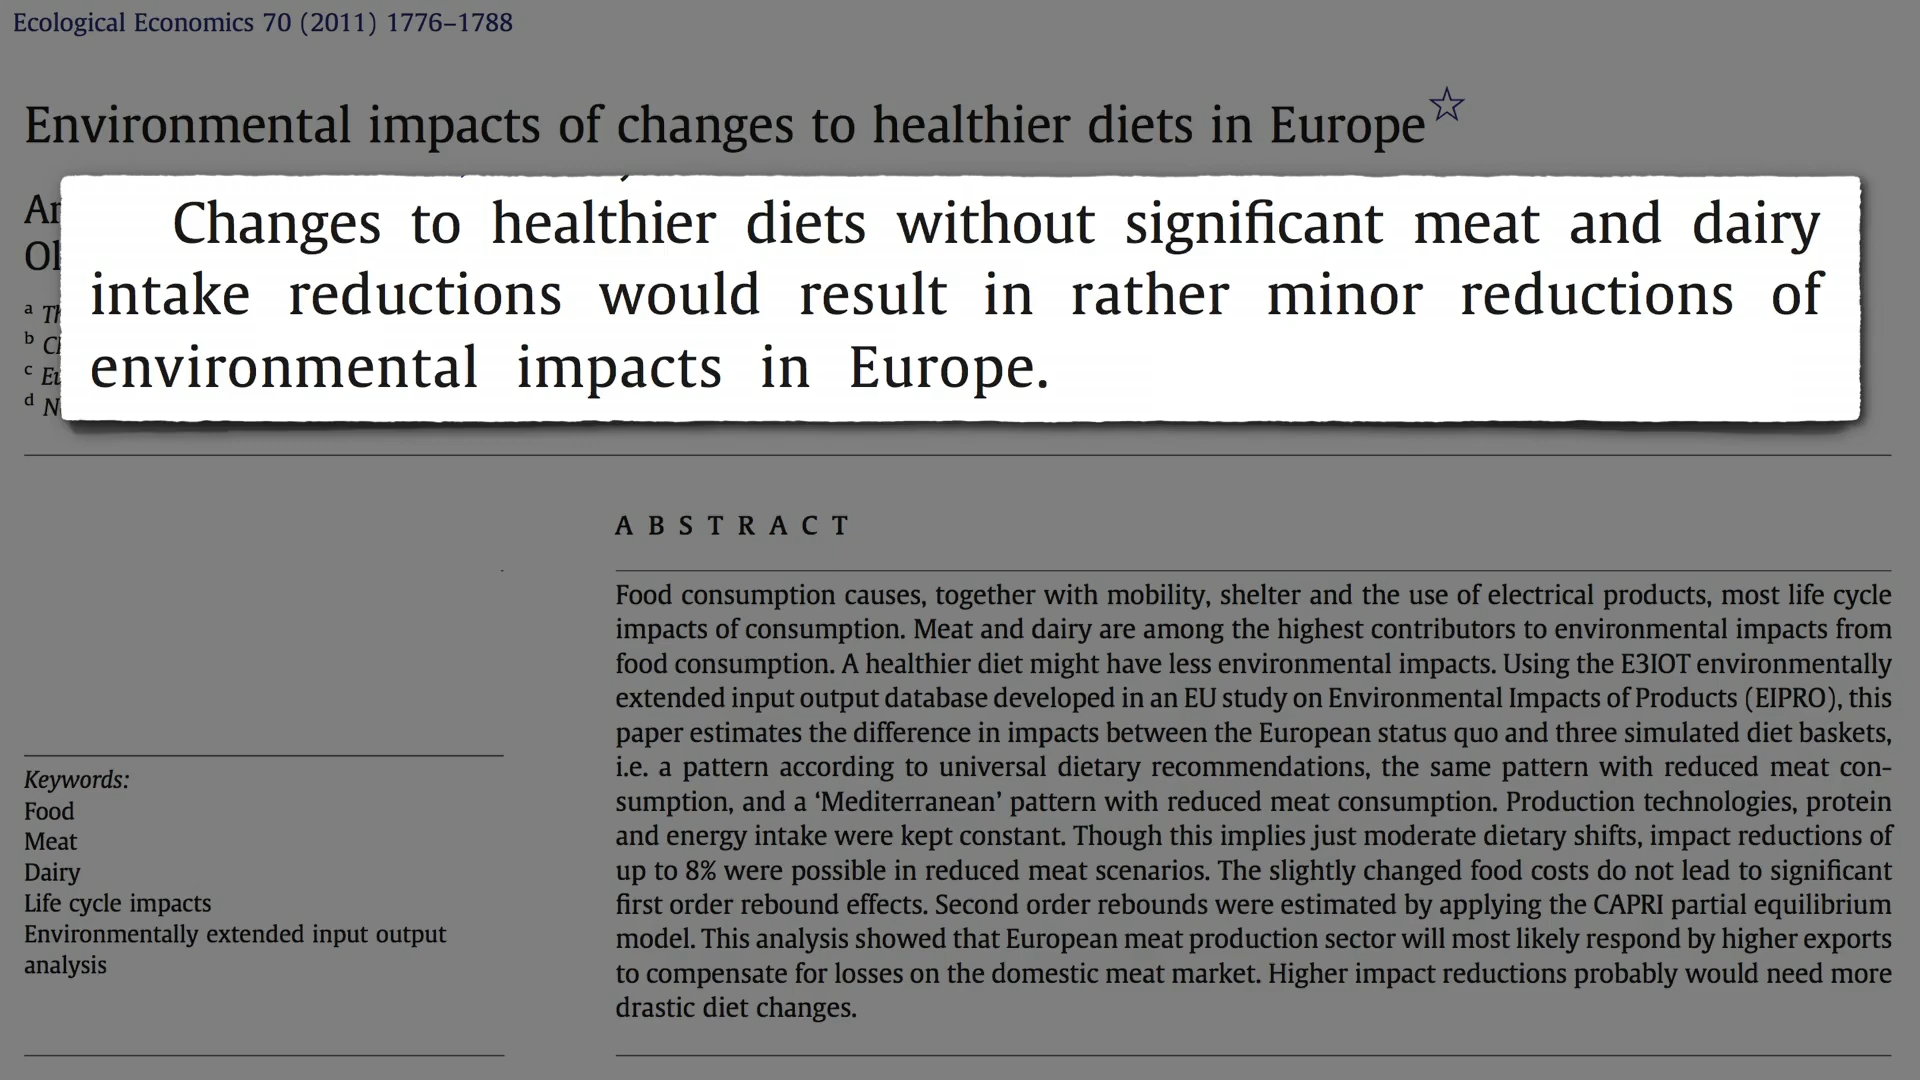 Ecological Economics 70 (2011) 1776–1788
Environmental impacts of changes to healthier diets in Europe☆
Changes to healthier diets without significant meat and dairy
intake reductions would result in rather minor reductions of
environmental impacts in Europe.
a
b
c
d
ABSTRACT
Food consumption causes, together with mobility, shelter and the use of electrical products, most life cycle
impacts of consumption. Meat and dairy are among the highest contributors to environmental impacts from
food consumption. A healthier diet might have less environmental impacts. Using the E3IOT environmentally
extended input output database developed in an EU study on Environmental Impacts of Products (EIPRO), this
paper estimates the difference in impacts between the European status quo and three simulated diet baskets,
i.e. a pattern according to universal dietary recommendations, the same pattern with reduced meat con-
sumption, and a ‘Mediterranean’ pattern with reduced meat consumption. Production technologies, protein
and energy intake were kept constant. Though this implies just moderate dietary shifts, impact reductions of
up to 8% were possible in reduced meat scenarios. The slightly changed food costs do not lead to significant
first order rebound effects. Second order rebounds were estimated by applying the CAPRI partial equilibrium
model. This analysis showed that European meat production sector will most likely respond by higher exports
to compensate for losses on the domestic meat market. Higher impact reductions probably would need more
drastic diet changes.
Keywords:
Food
Meat
Dairy
Life cycle impacts
Environmentally extended input output
analysis